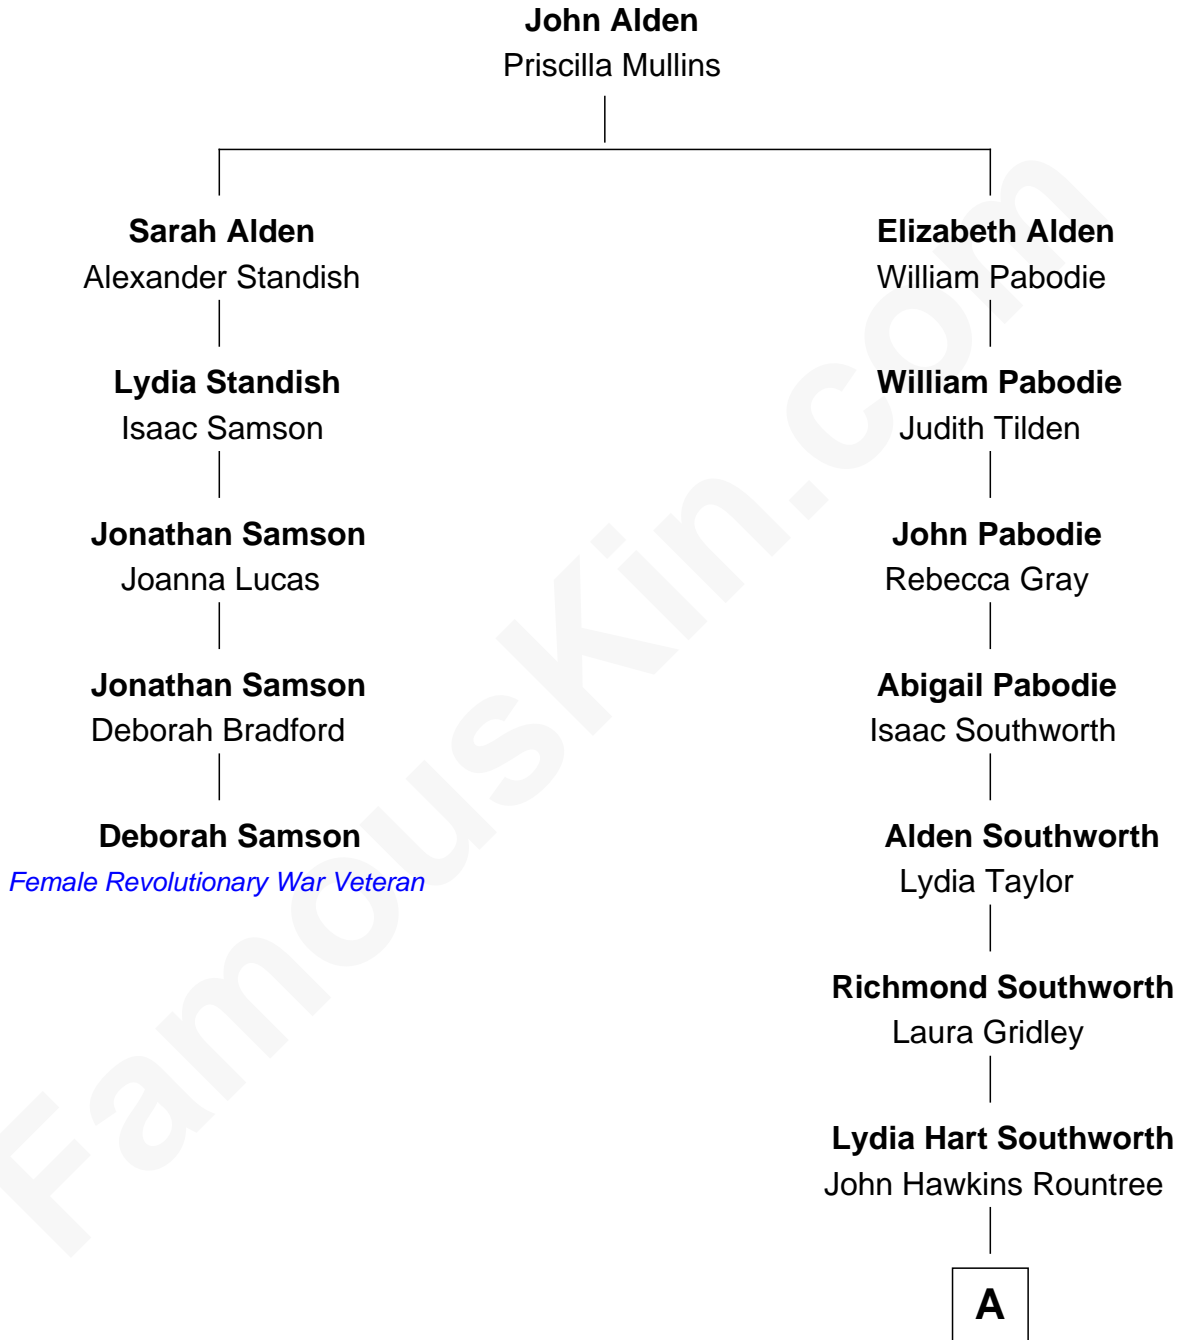 John Alden
Priscilla Mullins
Sarah Alden
Alexander Standish
Elizabeth Alden
William Pabodie
Lydia Standish
Isaac Samson
William Pabodie
Judith Tilden
Jonathan Samson
Joanna Lucas
John Pabodie
Rebecca Gray
Jonathan Samson
Deborah Bradford
Abigail Pabodie
Isaac Southworth
Deborah Samson
Female Revolutionary War Veteran
Alden Southworth
Lydia Taylor
Richmond Southworth
Laura Gridley
Lydia Hart Southworth
John Hawkins Rountree
A
FamousKin.com